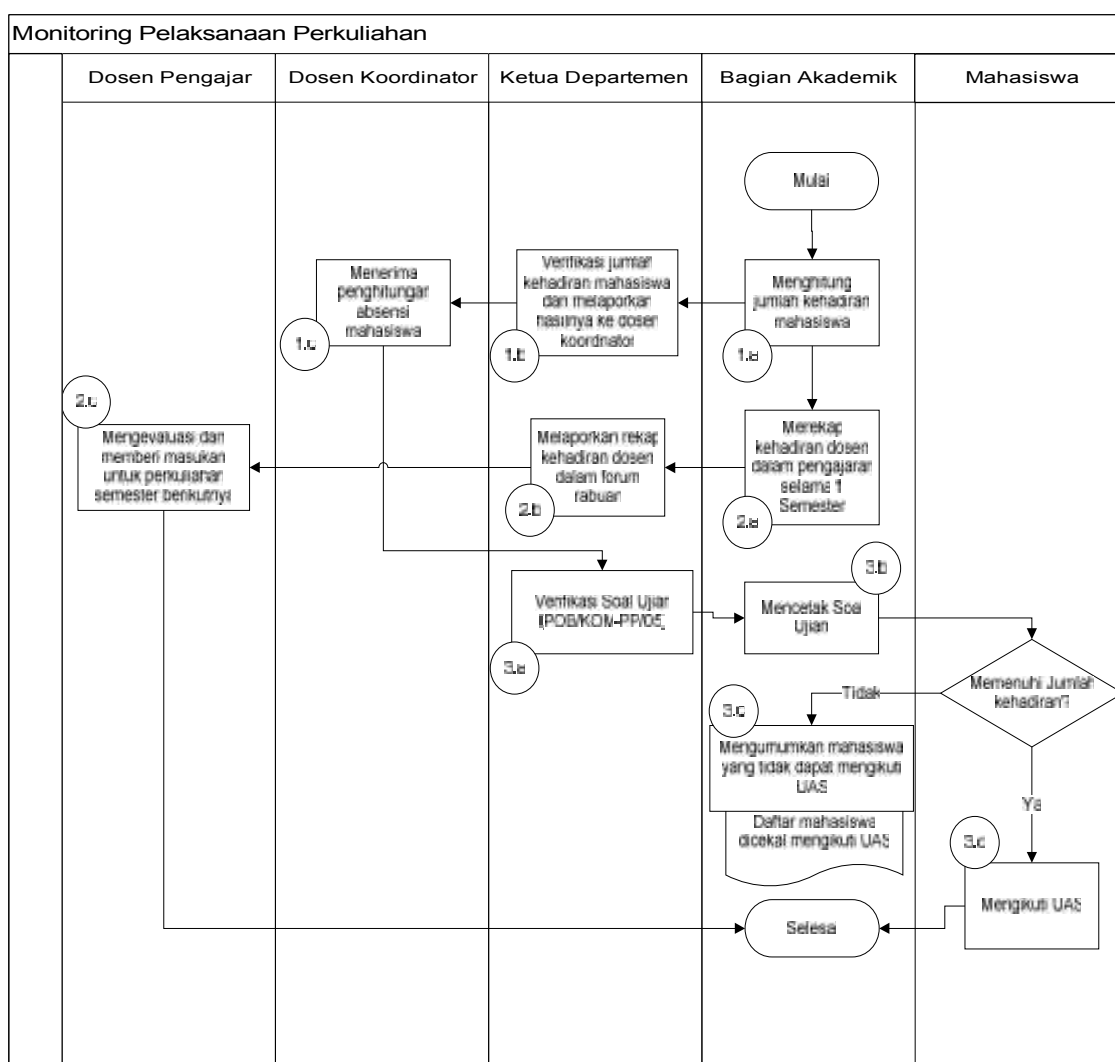 Monitoring Pelaksanaan Perkuliahan
Dosen Pengajar
Dosen Koordinator
Ketua Departemen
Bagian Akademik
Mahasiswa
Mulai
Menghitung
jumlah kehadiran
mahasiswa
1.a
Verifikasi jumlah
kehadiran mahasiswa
dan melaporkan
hasilnya ke dosen
koordinator
1.b
Menerima
penghitungan
absensi
mahasiswa
1.c
Merekap
kehadiran dosen
dalam pengajaran
selama 1
Semester
2.a
Melaporkan rekap
kehadiran dosen
dalam forum
rabuan
2.b
2.c
Mengevaluasi dan
memberi masukan
untuk perkuliahan
semester berikutnya
Verifikasi Soal Ujian
(POB/KOM-PP/05)
3.a
3.b
Mencetak Soal
Ujian
Memenuhi Jumlah
kehadiran?
Tidak
Ya
3.c
Mengumumkan mahasiswa
yang tidak dapat mengikuti
UAS
Daftar mahasiswa
dicekal mengikuti UAS
3.d
Mengikuti UAS
Selesai